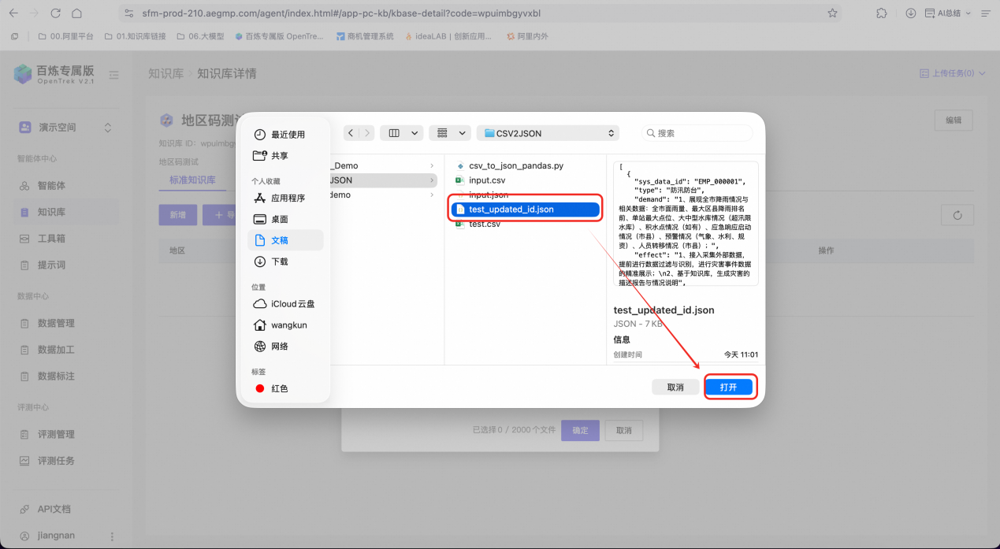 sfm-prod-210.aegmp.com/agent/index.html#/app-pc-kb/kbase-detail?code=wpuimbgyvxbl
AI总结
00.阿里平台
01.知识库链接
06.大模型
百炼专属版 OpenTre...
商机管理系统
ideaLAB | 创新应用...
阿里内外
百炼专属版
OpenTrek V2.1
知识库 > 知识库详情
上传任务(0)
演示空间
智能体中心
智能体
知识库
工具箱
提示词
数据中心
数据管理
数据加工
数据标注
评测中心
评测管理
评测任务
API文档
jiangnan
地区码测
编辑
知识库 ID: wpuimbg
地区码测试
标准知识库
新增
+ 导
地区
操作
最近使用
共享
个人收藏
应用程序
桌面
文稿
下载
位置
iCloud云盘
wangkun
网络
标签
红色
CSV2JSON
搜索
_Demo
JSON
demo
csv_to_json_pandas.py
input.csv
input.json
test_updated_id.json
test.csv
[
{
"sys_data_id": "EMP_000001",
"type": "防汛防台",
"demand": "1、展现全市降雨情况与
相关数据: 全市面雨量、最大区县降雨排名
前、单站最大点位、大中型水库情况（超汛限
水库）、积水点情况（如有）、应急响应启动
情况（市县）、预警情况（气象、水利、规
资）、人员转移情况（市县）；",
"effect": "1、接入采集外部数据,
提前进行数据过滤与识别, 进行灾害事件数据
的精准展示; \n2、基于知识库, 生成灾害的
描述报告与情况说明",
test_updated_id.json
JSON - 7 KB
信息
创建时间
今天 11:01
取消
打开
已选择0 / 2000个文件
确定
取消